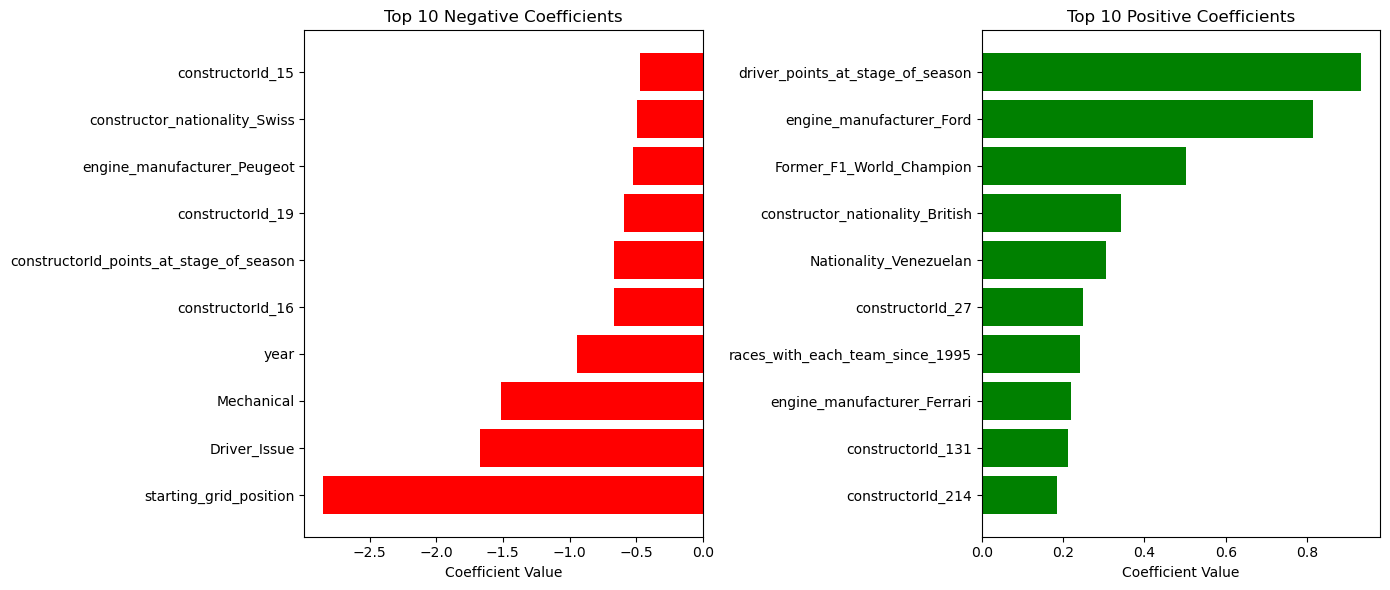 Top 10 Negative Coefficients
constructorId_15
constructor_nationality_Swiss
engine_manufacturer_Peugeot
constructorId_19
constructorId_points_at_stage_of_season
constructorId_16
year
Mechanical
Driver_Issue
starting_grid_position
−2.5 −2.0 −1.5 −1.0 −0.5 0.0
Coefficient Value
Top 10 Positive Coefficients
driver_points_at_stage_of_season
engine_manufacturer_Ford
Former_F1_World_Champion
constructor_nationality_British
Nationality_Venezuelan
constructorId_27
races_with_each_team_since_1995
engine_manufacturer_Ferrari
constructorId_131
constructorId_214
0.0 0.2 0.4 0.6 0.8
Coefficient Value